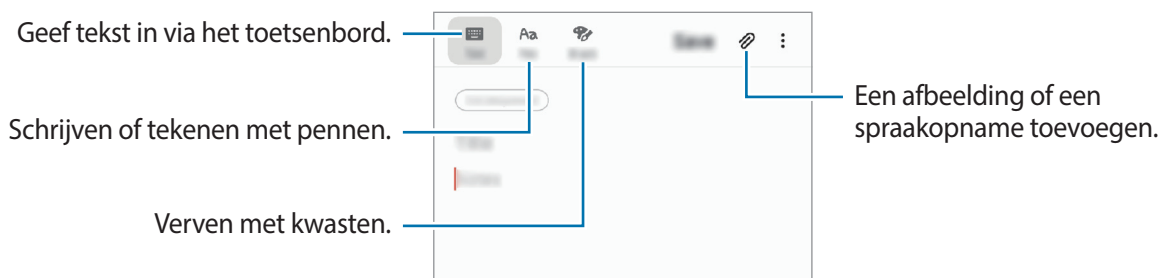 Geef tekst in via het toetsenbord.
Aa
Schrijven of tekenen met pennen.
Verven met kwasten.
Een afbeelding of een
spraakopname toevoegen.